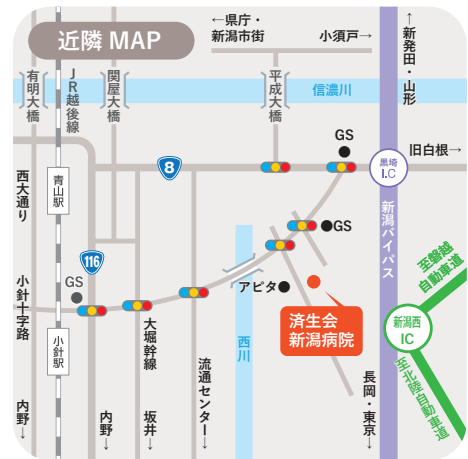 近隣 MAP
←県庁・
新潟市街
小須戸→
↑新発田・山形
有明大橋
JR越後線
関屋大橋
平成大橋
信濃川
GS
旧白根→
黒埼
I.C
8
西大通り
青山駅
新潟バイパス
GS
116
至磐越
自動車道
GS
アピタ
小針十字路
済生会
新潟病院
新潟西
IC
小針駅
大堀幹線
西川
流通センター→
長岡・東京→
至北陸自動車道
内野→
内野→
坂井→